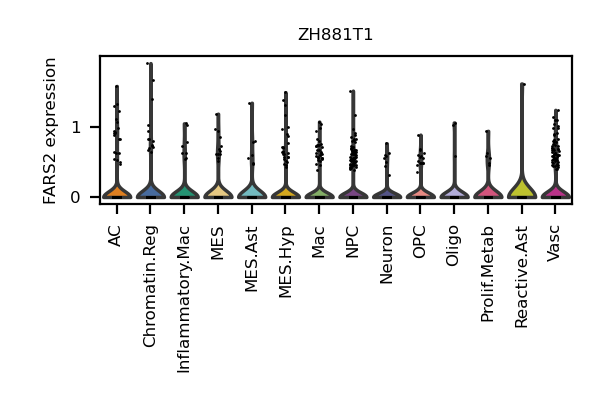 ZH881T1
FARS2 expression
1
0
AC
Chromatin.Reg
Inflammatory.Mac
MES
MES.Ast
MES.Hyp
Mac
NPC
Neuron
OPC
Oligo
Prolif.Metab
Reactive.Ast
Vasc